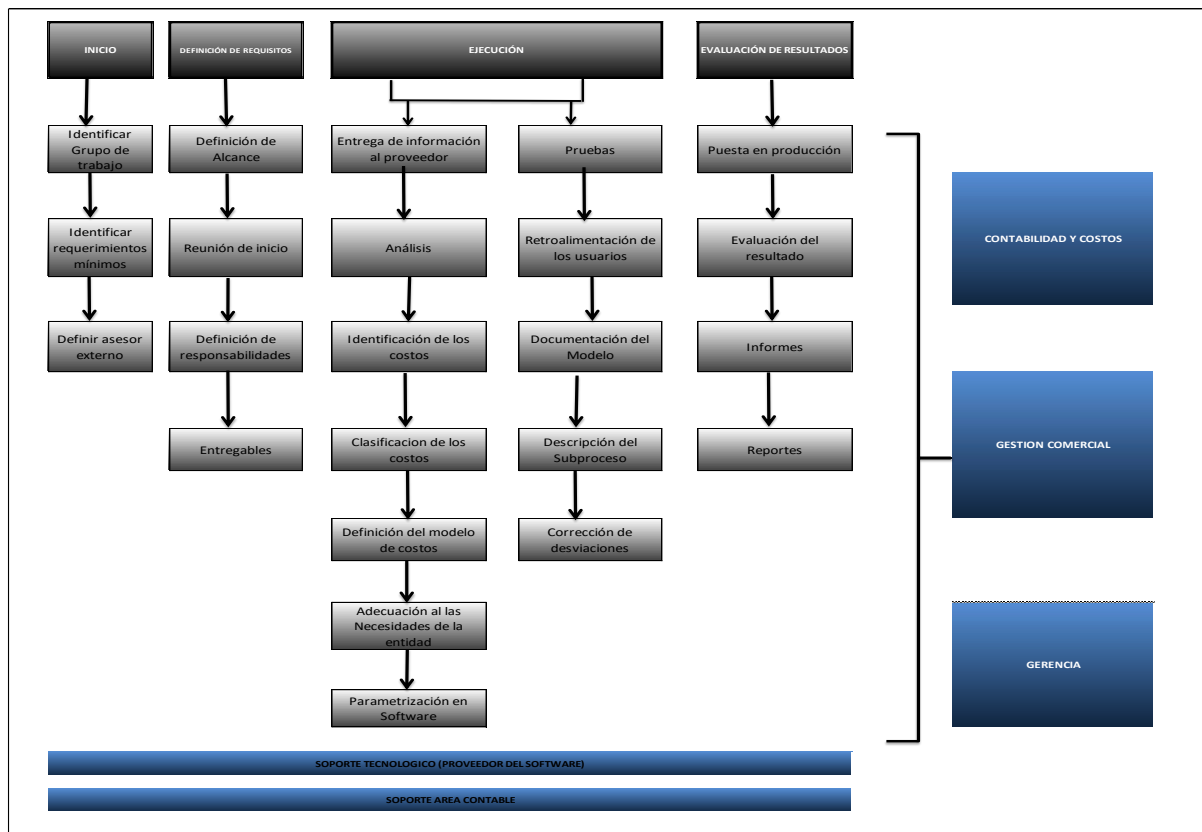 INICIO
DEFINICIÓN DE REQUISITOS
EJECUCIÓN
EVALUACIÓN DE RESULTADOS
Identificar
Grupo de
trabajo
Identificar
requerimientos
mínimos
Definir asesor
externo
Definición de
Alcance
Reunión de inicio
Definición de
responsabilidades
Entregables
Entrega de información
al proveedor
Análisis
Identificación de los
costos
Clasificacion de los
costos
Definición del modelo
de costos
Adecuación al las
Necesidades de la
entidad
Parametrización en
Software
Pruebas
Retroalimentación de
los usuarios
Documentación del
Modelo
Descripción del
Subproceso
Corrección de
desviaciones
Puesta en producción
Evaluación del
resultado
Informes
Reportes
CONTABILIDAD Y COSTOS
GESTION COMERCIAL
GERENCIA
SOPORTE TECNOLOGICO (PROVEEDOR DEL SOFTWARE)
SOPORTE AREA CONTABLE